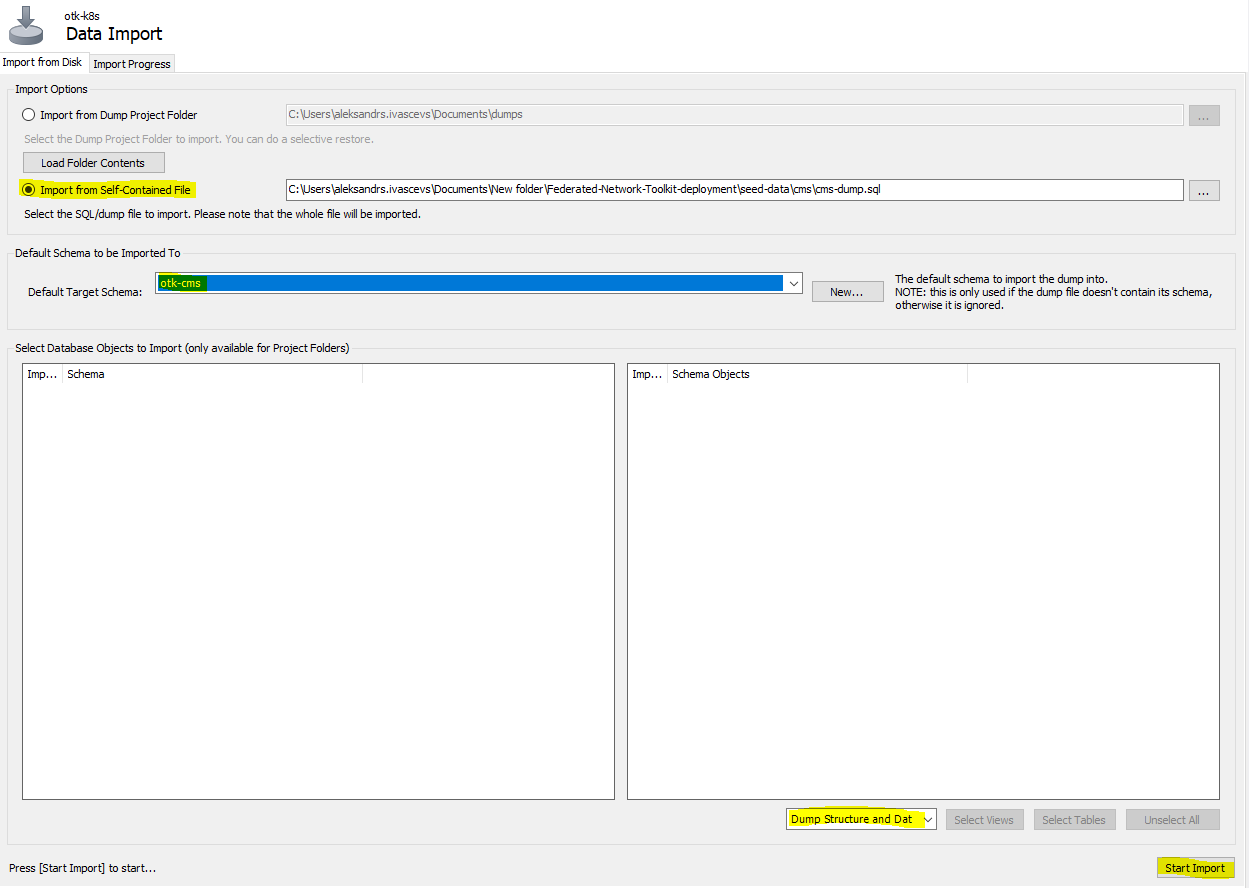 otk-k8s
Data Import
Import from Disk
Import Progress
Import Options
Import from Dump Project Folder
C:\Users\aleksandrs.ivascevs\Documents\dumps
...
Select the Dump Project Folder to import. You can do a selective restore.
Load Folder Contents
Import from Self-Contained File
C:\Users\aleksandrs.ivascevs\Documents\New folder\Federated-Network-Toolkit-deployment\seed-data\cms\cms-dump.sql
...
Select the SQL/dump file to import. Please note that the whole file will be imported.
Default Schema to be Imported To
Default Target Schema:
otk-cms
New...
The default schema to import the dump into.
NOTE: this is only used if the dump file doesn't contain its schema,
otherwise it is ignored.
Select Database Objects to Import (only available for Project Folders)
Imp... Schema
Imp... Schema Objects
Dump Structure and Dat
Select Views
Select Tables
Unselect All
Press [Start Import] to start...
Start Import